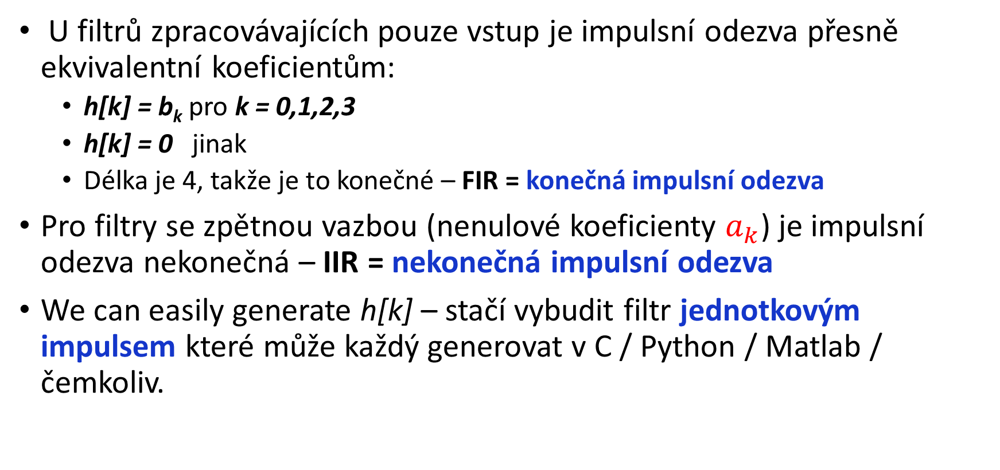 • U filtrů zpracovávajících pouze vstup je impulsní odezva přesně
ekvivalentní koeficientům:
• h[k] = bk pro k = 0,1,2,3
• h[k] = 0 jinak
• Délka je 4, takže je to konečné – FIR = konečná impulsní odezva
• Pro filtry se zpětnou vazbou (nenulové koeficienty ak) je impulsní
odezva nekonečná – IIR = nekonečná impulsní odezva
• We can easily generate h[k] – stačí vybudit filtr jednotkovým
impulsem které může každý generovat v C / Python / Matlab /
čemkoliv.